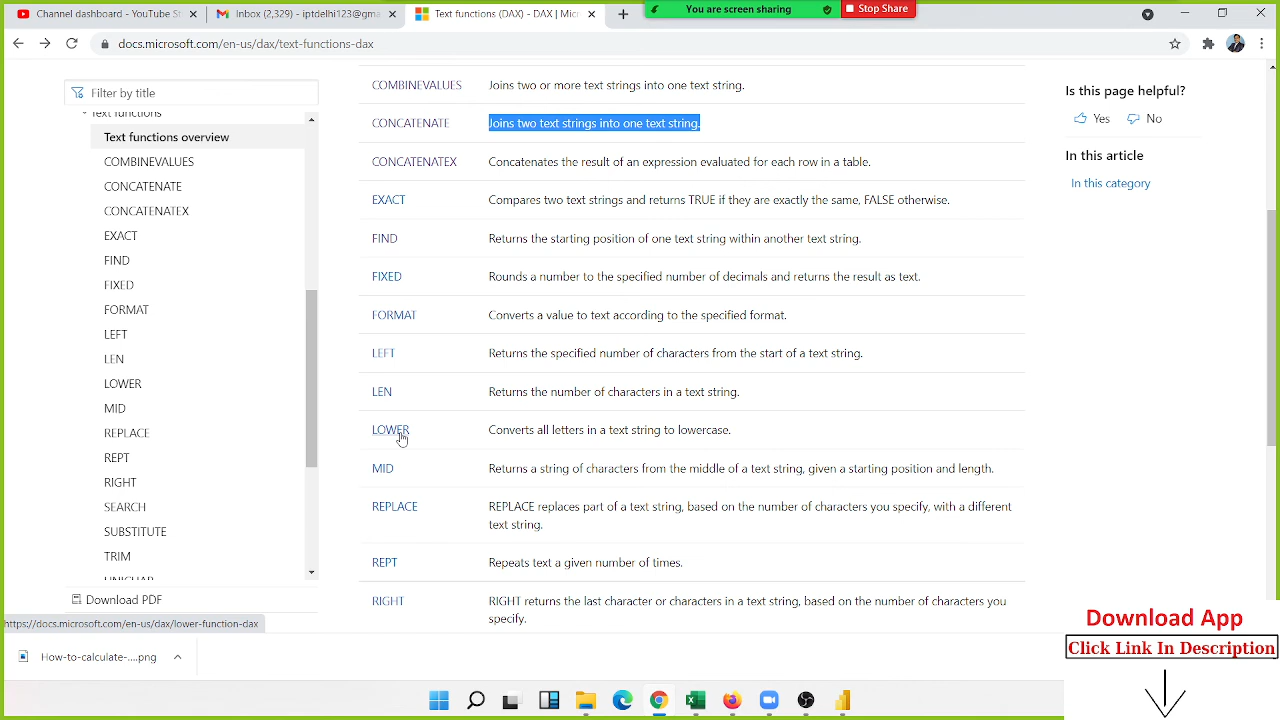 Channel dashboard - YouTube St
Inbox (2,329) - iptdelhi123@gma
Text functions (DAX) - DAX | Micr
You are screen sharing
Stop Share
docs.microsoft.com/en-us/dax/text-functions-dax
Filter by title
Text functions
Text functions overview
COMBINEVALUES
CONCATENATE
CONCATENATEX
EXACT
FIND
FIXED
FORMAT
LEFT
LEN
LOWER
MID
REPLACE
REPT
RIGHT
SEARCH
SUBSTITUTE
TRIM
UNICHAR
Download PDF
COMBINEVALUES Joins two or more text strings into one text string.
CONCATENATE Joins two text strings into one text string.
CONCATENATEX Concatenates the result of an expression evaluated for each row in a table.
EXACT Compares two text strings and returns TRUE if they are exactly the same, FALSE otherwise.
FIND Returns the starting position of one text string within another text string.
FIXED Rounds a number to the specified number of decimals and returns the result as text.
FORMAT Converts a value to text according to the specified format.
LEFT Returns the specified number of characters from the start of a text string.
LEN Returns the number of characters in a text string.
LOWER Converts all letters in a text string to lowercase.
MID Returns a string of characters from the middle of a text string, given a starting position and length.
REPLACE REPLACE replaces part of a text string, based on the number of characters you specify, with a different
text string.
REPT Repeats text a given number of times.
RIGHT RIGHT returns the last character or characters in a text string, based on the number of characters you
specify.
Is this page helpful?
Yes No
In this article
In this category
https://docs.microsoft.com/en-us/dax/lower-function-dax
How-to-calculate-....png
Download App
Click Link In Description